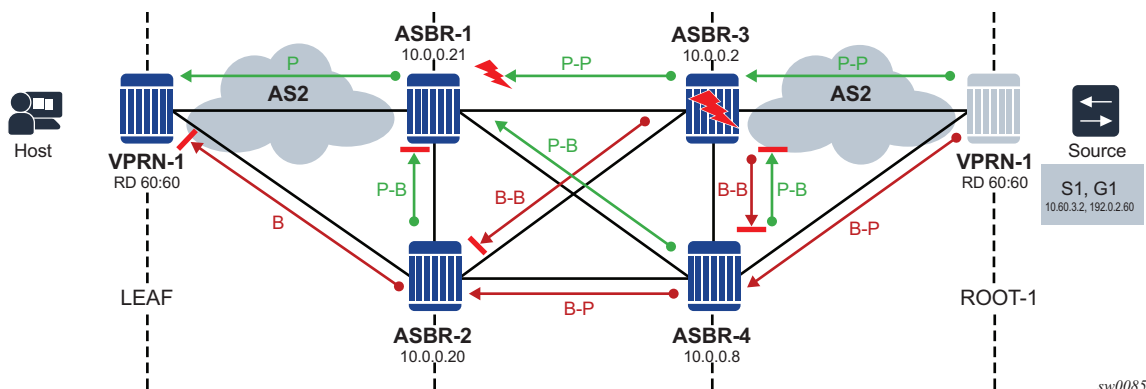 ASBR-1
10.0.0.21
ASBR-3
10.0.0.2
P
P-P
P-P
AS2
AS2
Host
VPRN-1
RD 60:60
P-B
P-B
B-B
B-B
P-B
VPRN-1
RD 60:60
Source
S1, G1
10.60.3.2, 192.0.2.60
B
B-P
LEAF
B-P
ROOT-1
ASBR-2
10.0.0.20
ASBR-4
10.0.0.8
sw0085